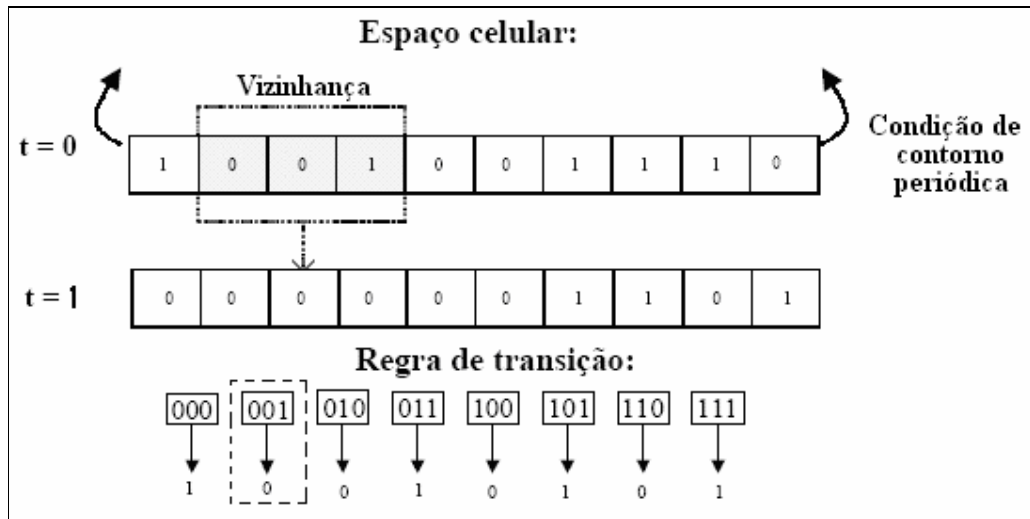 Espaço celular:
Vizinhança
t = 0
1 0 0 1 0 0 1 1 1 0
Condição de
contorno
periódica
t = 1
0 0 0 0 0 0 1 1 0 1
Regra de transição:
000 001 010 011 100 101 110 111
1 0 0 1 0 1 0 1